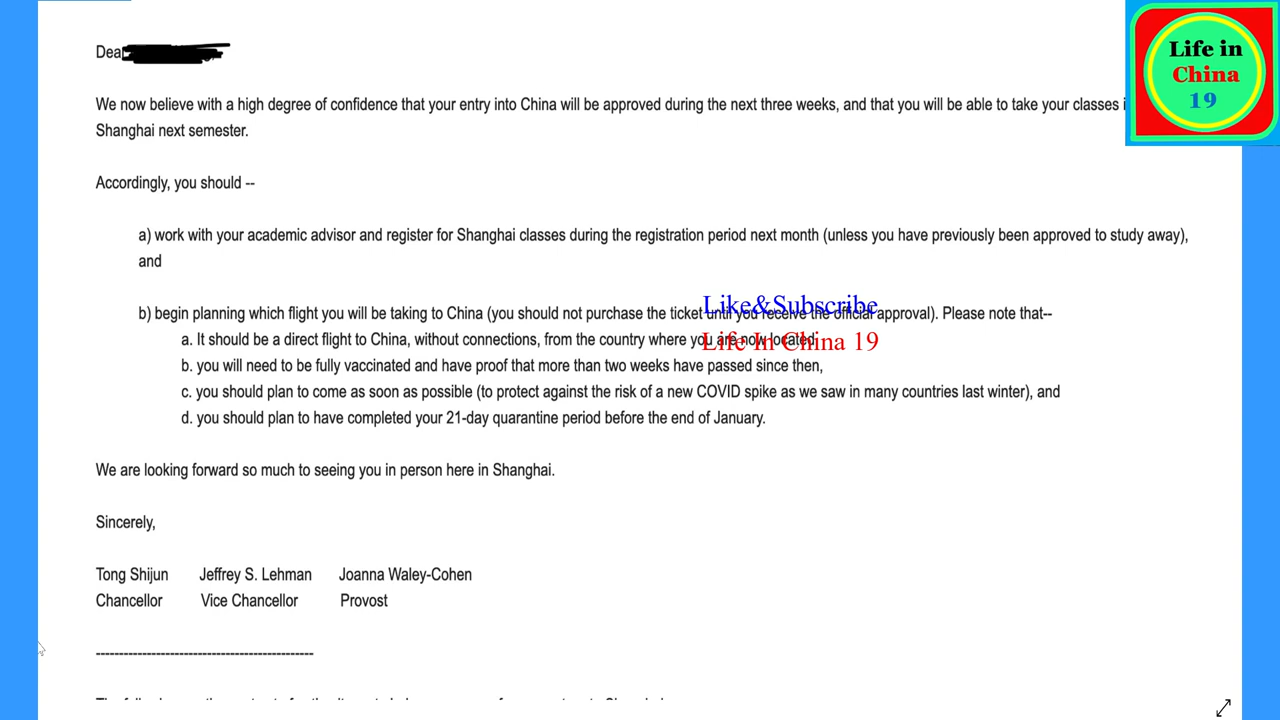 Dea
We now believe with a high degree of confidence that your entry into China will be approved during the next three weeks, and that you will be able to take your classes i
Shanghai next semester.
Accordingly, you should --
a) work with your academic advisor and register for Shanghai classes during the registration period next month (unless you have previously been approved to study away),
and
b) begin planning which flight you will be taking to China (you should not purchase the ticket until you receive the official approval). Please note that--
a. It should be a direct flight to China, without connections, from the country where you are now located,
b. you will need to be fully vaccinated and have proof that more than two weeks have passed since then,
c. you should plan to come as soon as possible (to protect against the risk of a new COVID spike as we saw in many countries last winter), and
d. you should plan to have completed your 21-day quarantine period before the end of January.
We are looking forward so much to seeing you in person here in Shanghai.
Sincerely,
Tong Shijun Jeffrey S. Lehman Joanna Waley-Cohen
Chancellor Vice Chancellor Provost
----------------------------------------------
Life in
China
19
Like&Subscribe
Life In China 19